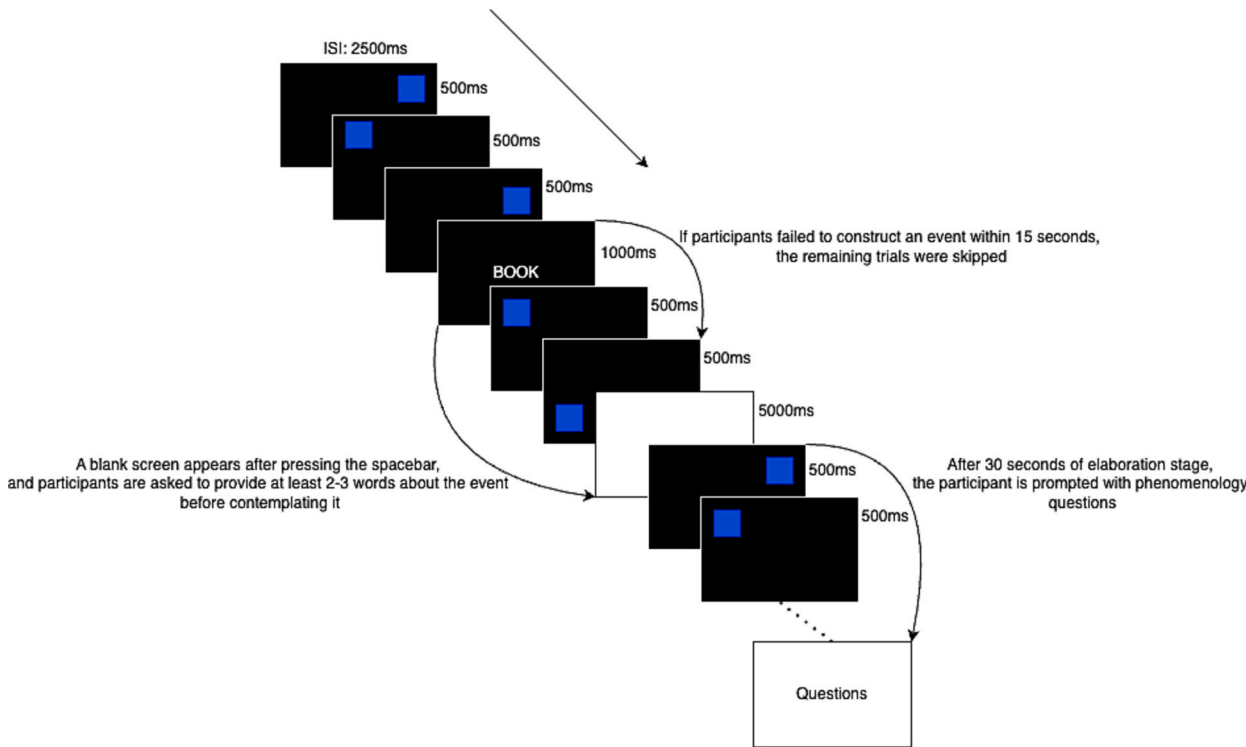 ISI: 2500ms
500ms
500ms
500ms
If participants failed to construct an event within 15 seconds,
the remaining trials were skipped
1000ms
BOOK
500ms
500ms
5000ms
A blank screen appears after pressing the spacebar,
and participants are asked to provide at least 2-3 words about the event
before contemplating it
500ms
After 30 seconds of elaboration stage,
the participant is prompted with phenomenology
questions
500ms
Questions